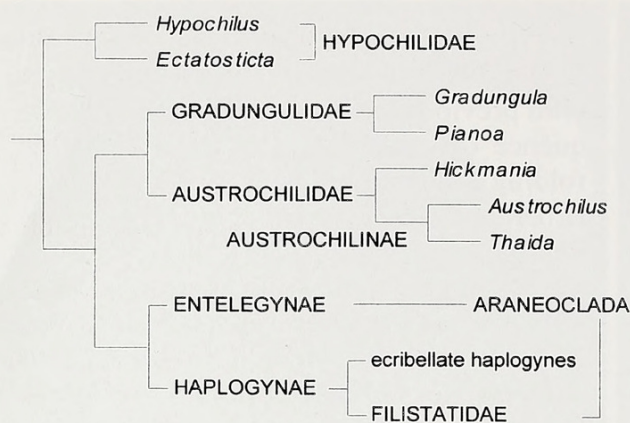 Hypochilus
HYPOCHILIDAE
Ectatosticta
Gradungula
GRADUNGULIDAE
Pianoa
Hickmania
AUSTROCHILIDAE
Austrochilus
AUSTROCHILINAE
Thaida
ENTELEGYNAE
ARANEOCLADA
ecribellate haplogynes
HAPLOGYNAE
FILISTATIDAE